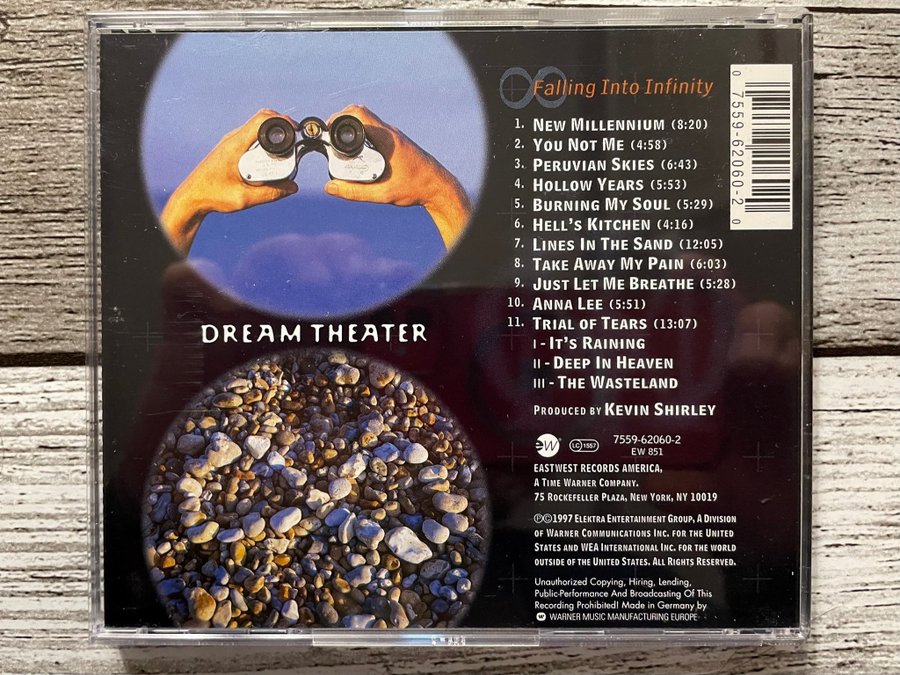 Falling Into Infinity
1. NEW MILLENNIUM (8:20)
2. YOU NOT ME (4:58)
3. PERUVIAN SKIES (6:43)
4. HOLLOW YEARS (5:53)
5. BURNING MY SOUL (5:29)
6. HELL'S KITCHEN (4:16)
7. LINES IN THE SAND (12:05)
8. TAKE AWAY MY PAIN (6:03)
9. JUST LET ME BREATHE (5:28)
10. ANNA LEE (5:51)
11. TRIAL OF TEARS (13:07)
I - IT'S RAINING
II - DEEP IN HEAVEN
III - THE WASTELAND
PRODUCED BY KEVIN SHIRLEY
0 7559-62060-2 0
DREAM THEATER
ew LC 1557 7559-62060-2
EW 851
EASTWEST RECORDS AMERICA,
A TIME WARNER COMPANY.
75 ROCKEFELLER PLAZA, NEW YORK, NY 10019
℗©1997 ELEKTRA ENTERTAINMENT GROUP, A DIVISION
OF WARNER COMMUNICATIONS INC. FOR THE UNITED
STATES AND WEA INTERNATIONAL INC. FOR THE WORLD
OUTSIDE OF THE UNITED STATES. ALL RIGHTS RESERVED.
Unauthorized Copying, Hiring, Lending,
Public-Performance And Broadcasting Of This
Recording Prohibited! Made in Germany by
WARNER MUSIC MANUFACTURING EUROPE